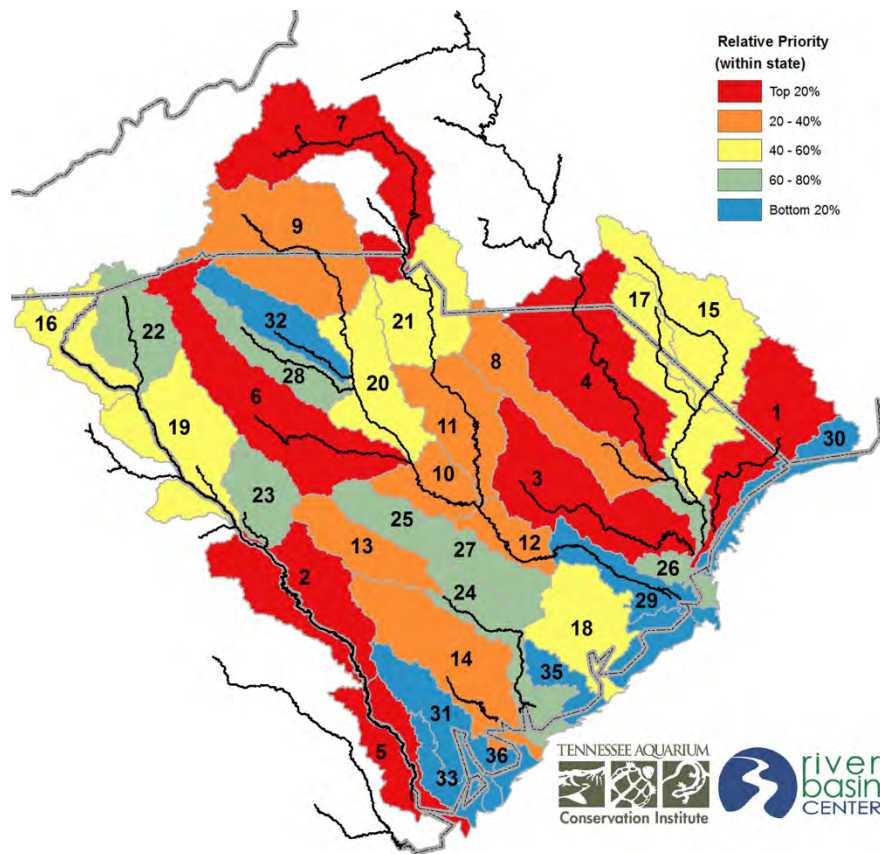 Relative Priority
(within state)
Top 20%
20 - 40%
40 - 60%
60 - 80%
Bottom 20%
7
9
17
15
16
22
32
21
28
20
8
4
6
1
30
19
11
3
10
23
25
12
13
27
2
26
24
29
18
14
35
31
5
36
33
TENNESSEE AQUARIUM
Conservation Institute
river
basin
CENTER